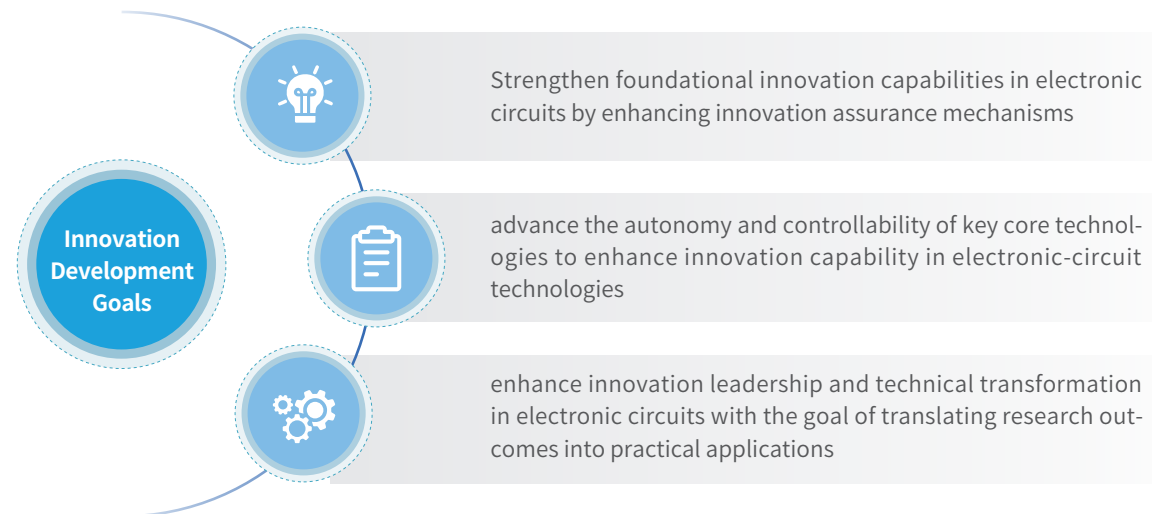 Innovation
Development
Goals
Strengthen foundational innovation capabilities in electronic
circuits by enhancing innovation assurance mechanisms
advance the autonomy and controllability of key core technol-
ogies to enhance innovation capability in electronic-circuit
technologies
enhance innovation leadership and technical transformation
in electronic circuits with the goal of translating research out-
comes into practical applications